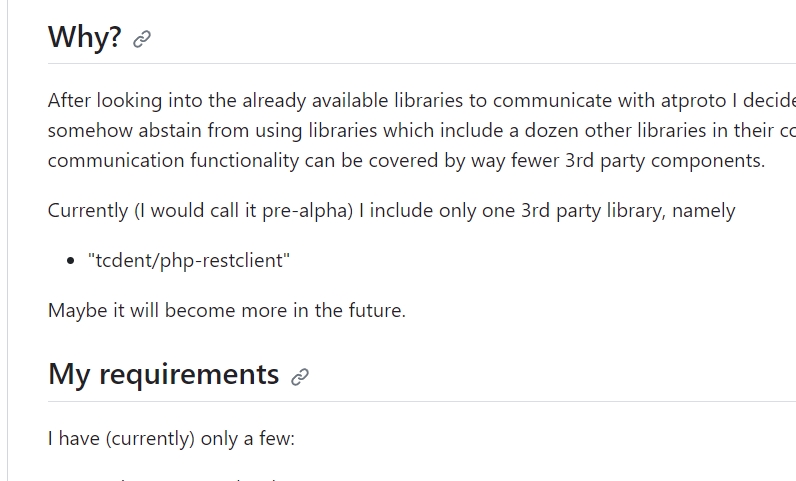 Why?
After looking into the already available libraries to communicate with atproto I decide
somehow abstain from using libraries which include a dozen other libraries in their co
communication functionality can be covered by way fewer 3rd party components.
Currently (I would call it pre-alpha) I include only one 3rd party library, namely
"tcdent/php-restclient"
Maybe it will become more in the future.
My requirements
I have (currently) only a few: